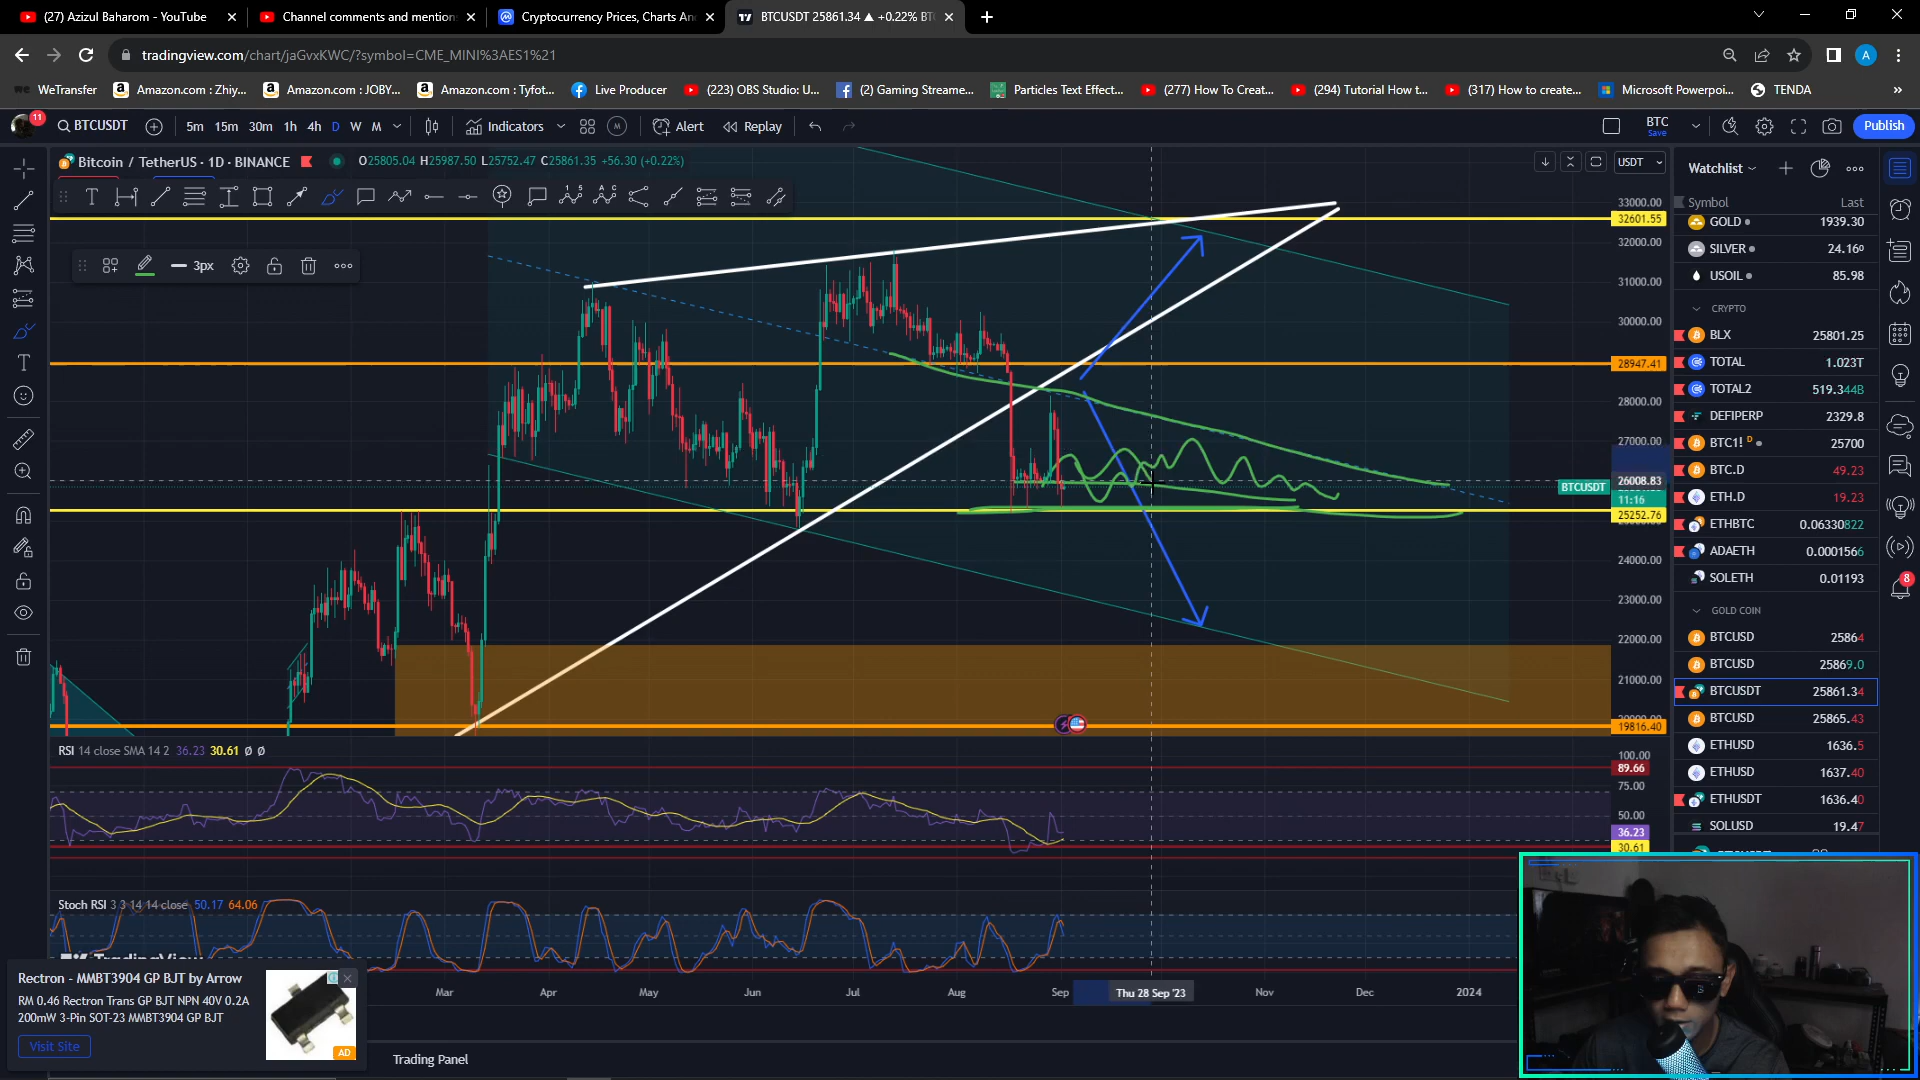 (27) Azizul Baharom - YouTube
Channel comments and mention
Cryptocurrency Prices, Charts An
BTCUSDT 25861.34 ▲ +0.22% BT
tradingview.com/chart/jaGvxKWC/?symbol=CME_MINI%3AES1%21
A
WeTransfer
Amazon.com : Zhiy...
Amazon.com : JOBY...
Amazon.com : Tyfot...
Live Producer
(223) OBS Studio: U...
(2) Gaming Streame...
Particles Text Effect...
(277) How To Creat...
(294) Tutorial How t...
(317) How to create...
Microsoft Powerpoi...
TENDA
»
11
BTCUSDT
5m 15m 30m 1h 4h D W M
Indicators
Alert
Replay
BTC
Save
Publish
Bitcoin / TetherUS · 1D · BINANCE
O25805.04 H25987.50 L25752.47 C25861.35 +56.30 (+0.22%)
USDT
3px
33000.00
32601.55
32000.00
31000.00
30000.00
28947.41
28000.00
27000.00
26008.83
BTCUSDT
11:16
25252.76
24000.00
23000.00
22000.00
21000.00
19816.40
RSI 14 close SMA 14 2 36.23 30.61 Ø Ø
100.00
89.66
75.00
50.00
36.23
30.61
Stoch RSI 3 3 14 14 close 50.17 64.06
TradingView
Mar Apr May Jun Jul Aug Sep Thu 28 Sep '23 Nov Dec 2024
Rectron - MMBT3904 GP BJT by Arrow
RM 0.46 Rectron Trans GP BJT NPN 40V 0.2A
200mW 3-Pin SOT-23 MMBT3904 GP BJT
Visit Site
AD
Trading Panel
Watchlist
Symbol Last
GOLD 1939.30
SILVER 24.160
USOIL 85.98
CRYPTO
BLX 25801.25
TOTAL 1.023T
TOTAL2 519.344B
DEFIPERP 2329.8
BTC1! D 25700
BTC.D 49.23
ETH.D 19.23
ETHBTC 0.06330822
ADAETH 0.0001566
SOLETH 0.01193
GOLD COIN
BTCUSD 25864
BTCUSD 25869.0
BTCUSDT 25861.34
BTCUSD 25865.43
ETHUSD 1636.5
ETHUSD 1637.40
ETHUSDT 1636.40
SOLUSD 19.47
8